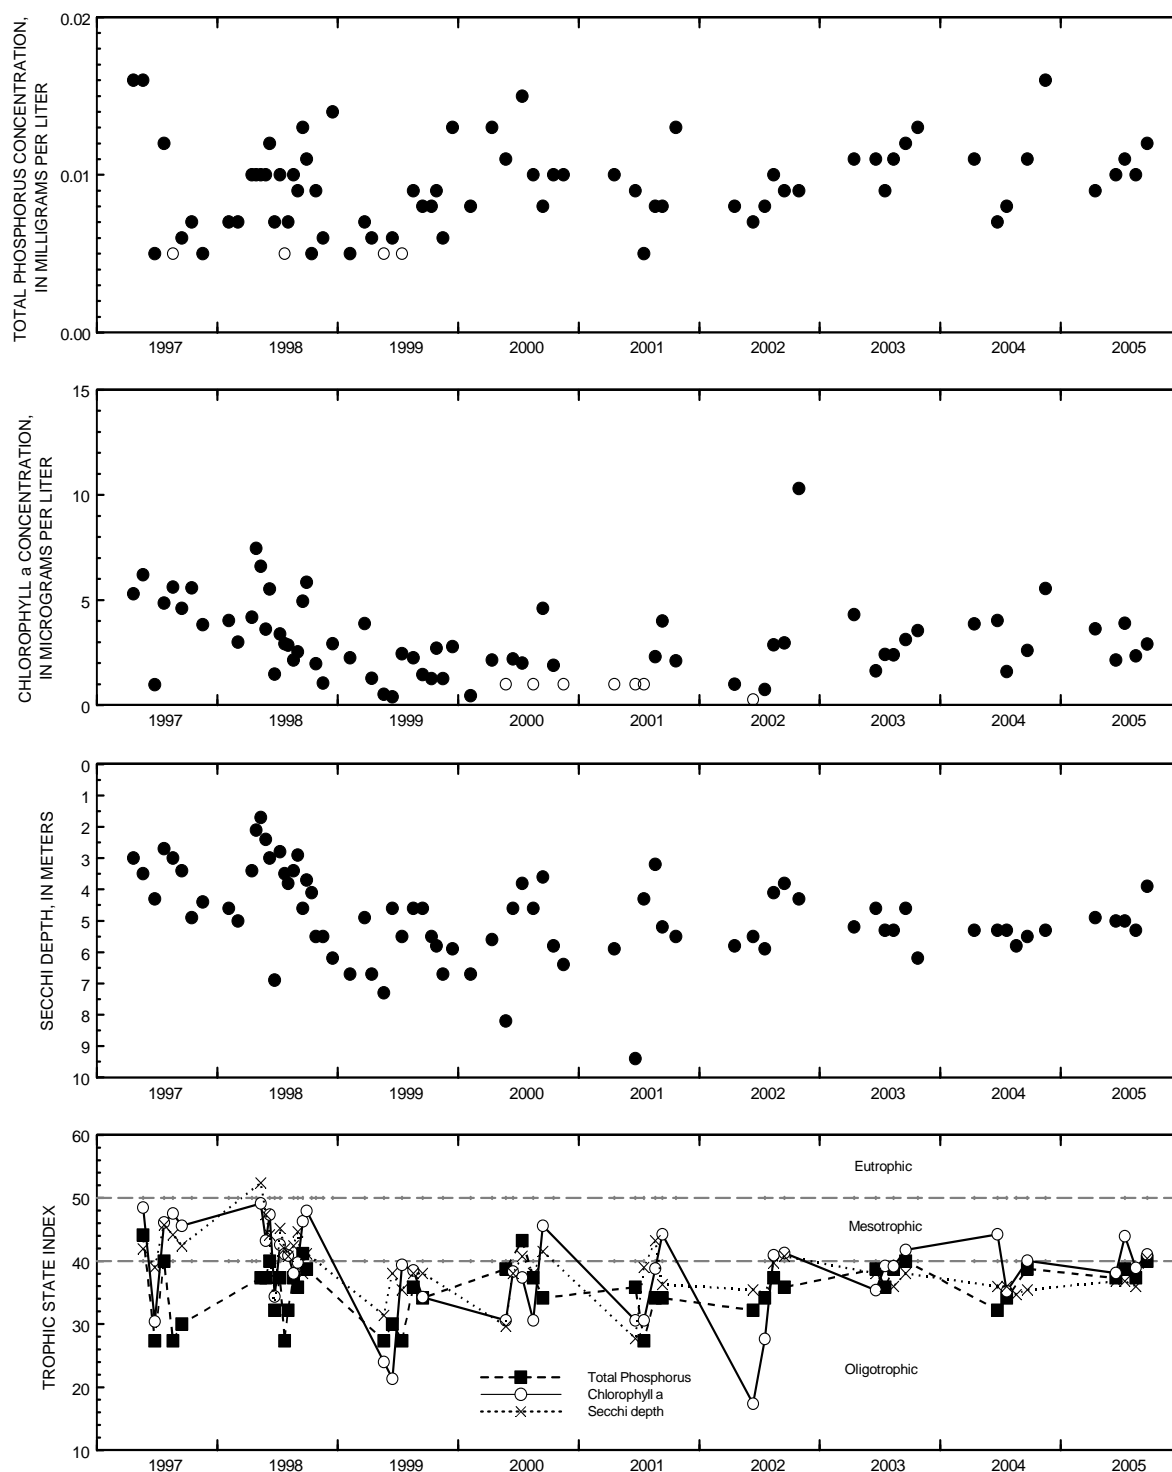 TOTAL PHOSPHORUS CONCENTRATION,
IN MILLIGRAMS PER LITER
0.02
0.01
0.00
1997 1998 1999 2000 2001 2002 2003 2004 2005
CHLOROPHYLL a CONCENTRATION,
IN MICROGRAMS PER LITER
15
10
5
0
1997 1998 1999 2000 2001 2002 2003 2004 2005
SECCHI DEPTH, IN METERS
0
1
2
3
4
5
6
7
8
9
10
1997 1998 1999 2000 2001 2002 2003 2004 2005
TROPHIC STATE INDEX
60
50
40
30
20
10
Eutrophic
Mesotrophic
Oligotrophic
Total Phosphorus
Chlorophyll a
Secchi depth
1997 1998 1999 2000 2001 2002 2003 2004 2005